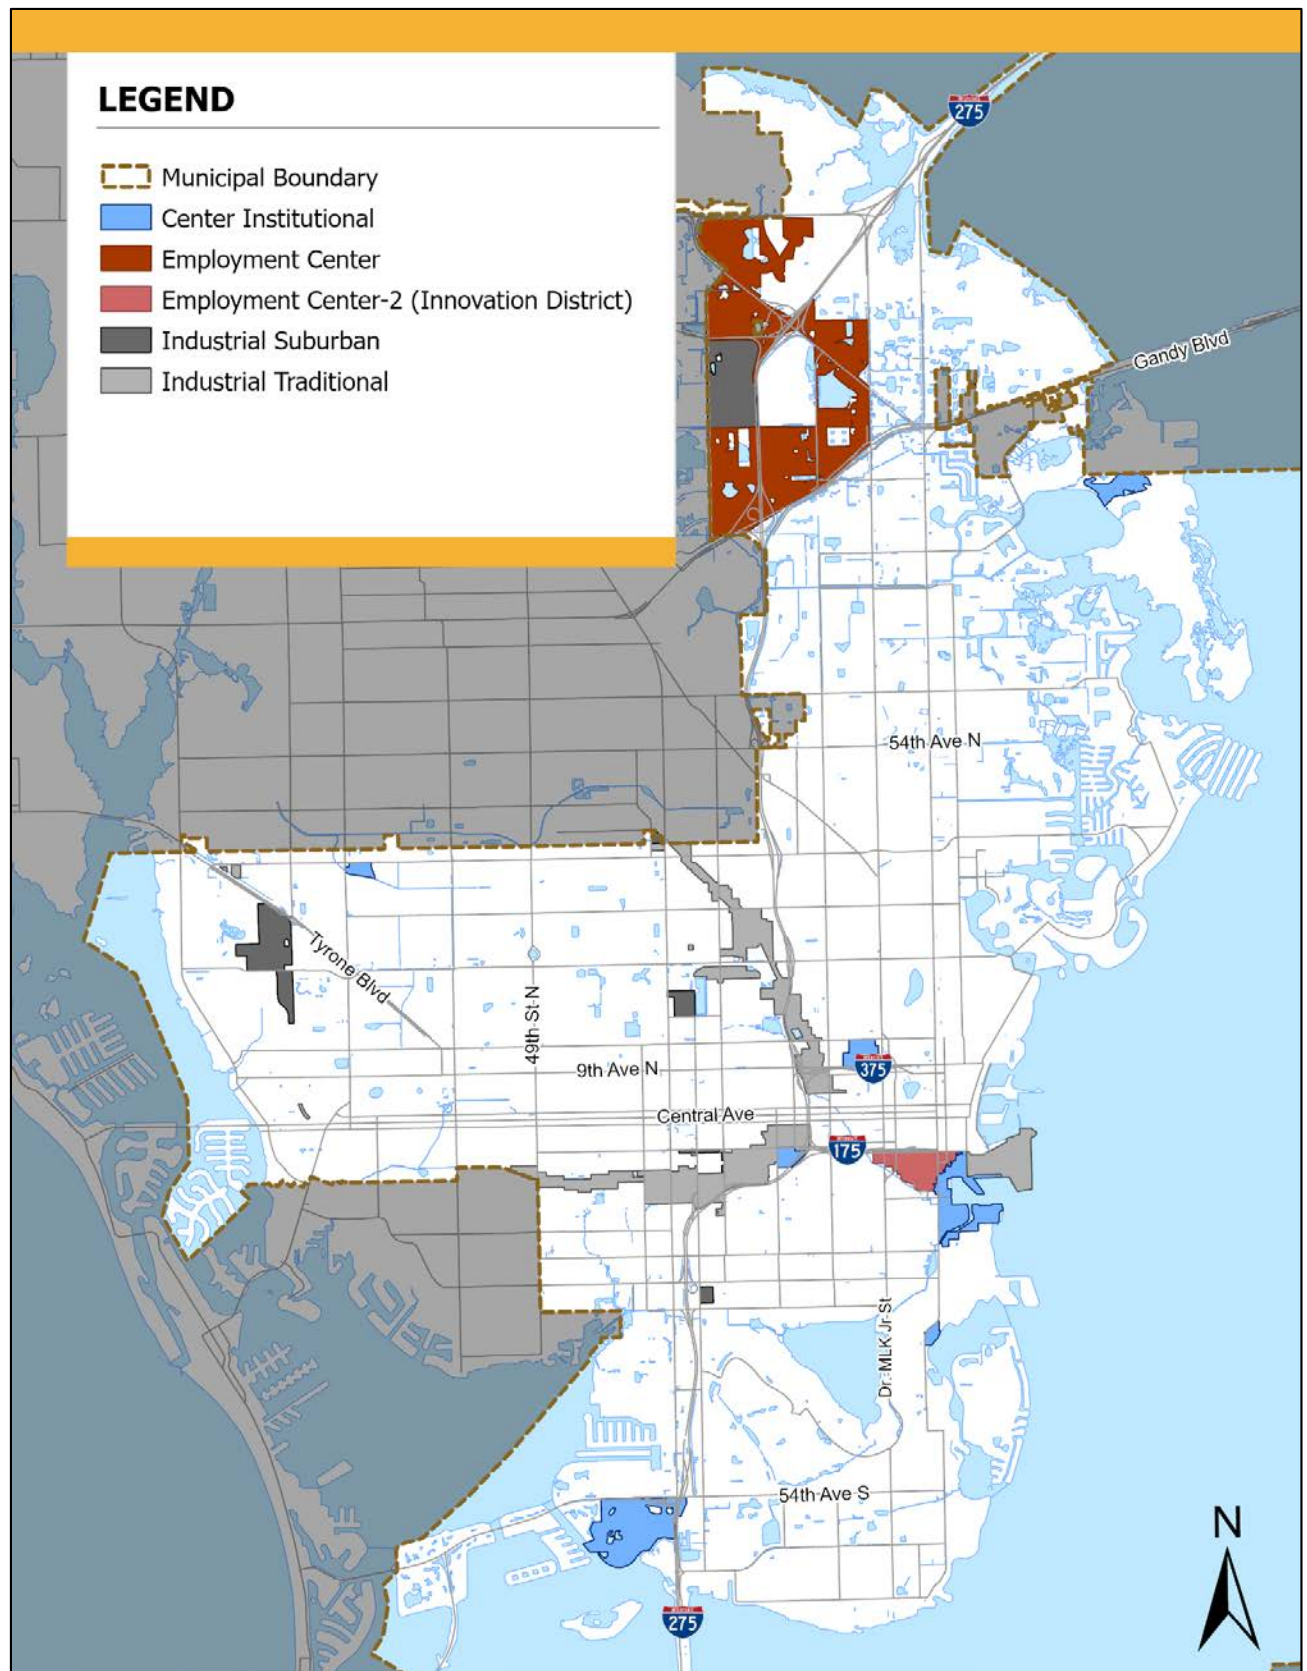 LEGEND
Municipal Boundary
Center Institutional
Employment Center
Employment Center-2 (Innovation District)
Industrial Suburban
Industrial Traditional
275
Gandy Blvd
54th Ave N
Tyrone Blvd
49th St N
9th Ave N
375
Central Ave
175
Dr. MLK Jr St
54th Ave S
N
275